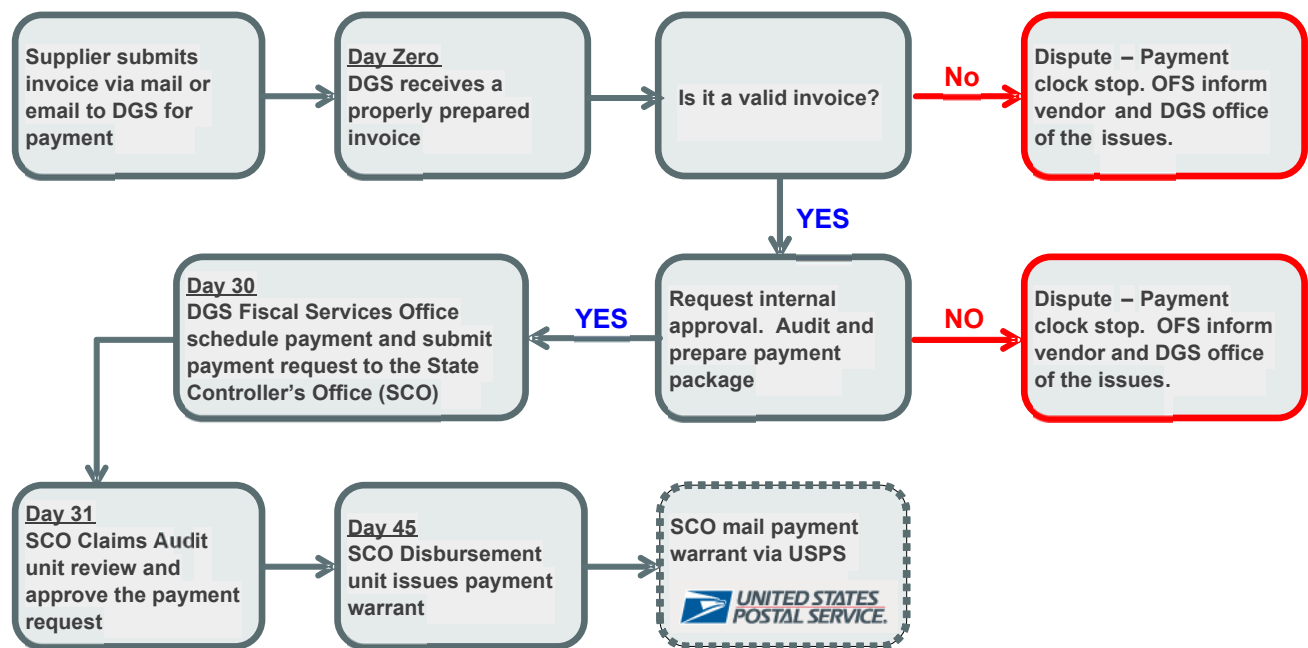 Supplier submits
invoice via mail or
email to DGS for
payment
Day Zero
DGS receives a
properly prepared
invoice
Is it a valid invoice?
No
Dispute – Payment
clock stop. OFS inform
vendor and DGS office
of the issues.
YES
Day 30
DGS Fiscal Services Office
schedule payment and submit
payment request to the State
Controller's Office (SCO)
YES
Request internal
approval. Audit and
prepare payment
package
NO
Dispute – Payment
clock stop. OFS inform
vendor and DGS office
of the issues.
Day 31
SCO Claims Audit
unit review and
approve the payment
request
Day 45
SCO Disbursement
unit issues payment
warrant
SCO mail payment
warrant via USPS
UNITED STATES
POSTAL SERVICE.